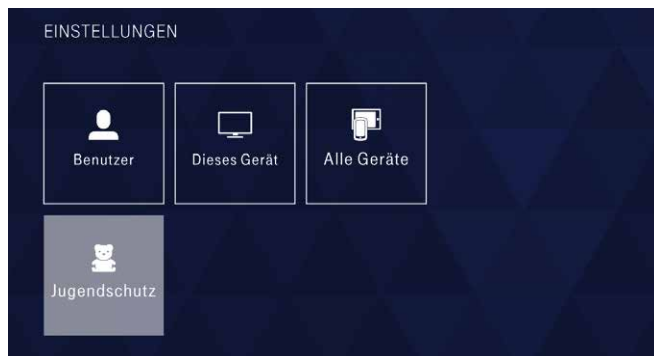 EINSTELLUNGEN
Benutzer
Dieses Gerät
Alle Geräte
Jugendschutz